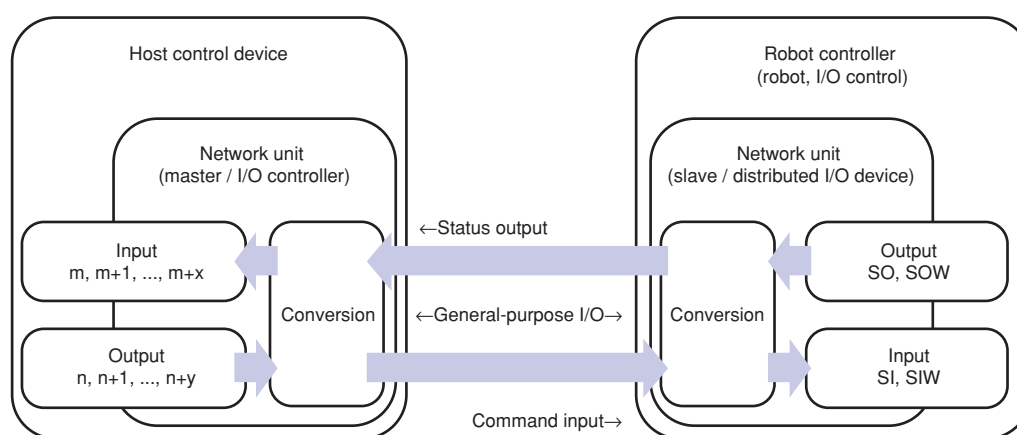 Host control device
Network unit
(master / I/O controller)
Input
m, m+1, ..., m+x
Output
n, n+1, ..., n+y
Conversion
←Status output
←General-purpose I/O→
Command input→
Robot controller
(robot, I/O control)
Network unit
(slave / distributed I/O device)
Conversion
Output
SO, SOW
Input
SI, SIW